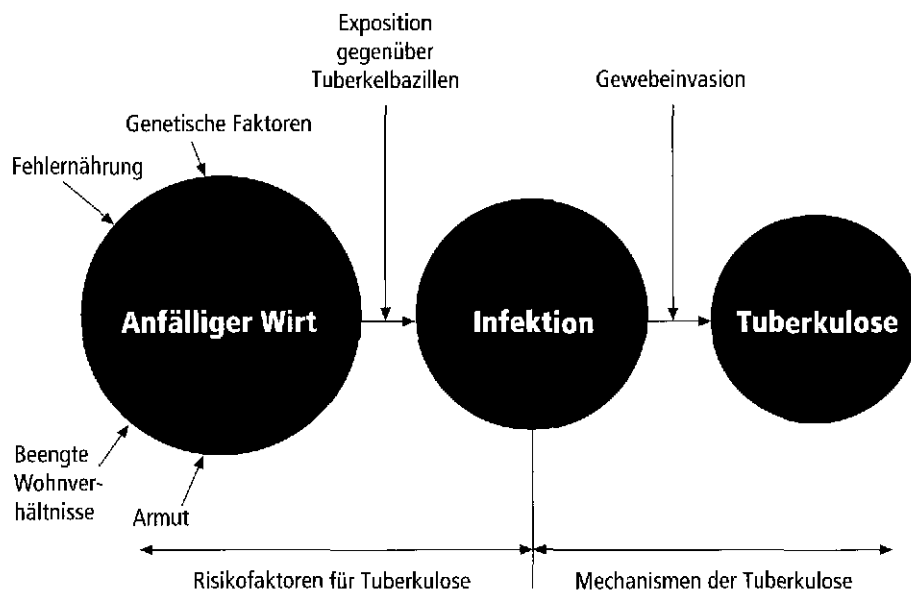 Exposition
gegenüber
Tuberkelbazillen
Gewebeinvasion
Genetische Faktoren
Fehlernährung
Anfälliger Wirt
Infektion
Tuberkulose
Beengte
Wohnver-
hältnisse
Armut
Risikofaktoren für Tuberkulose
Mechanismen der Tuberkulose